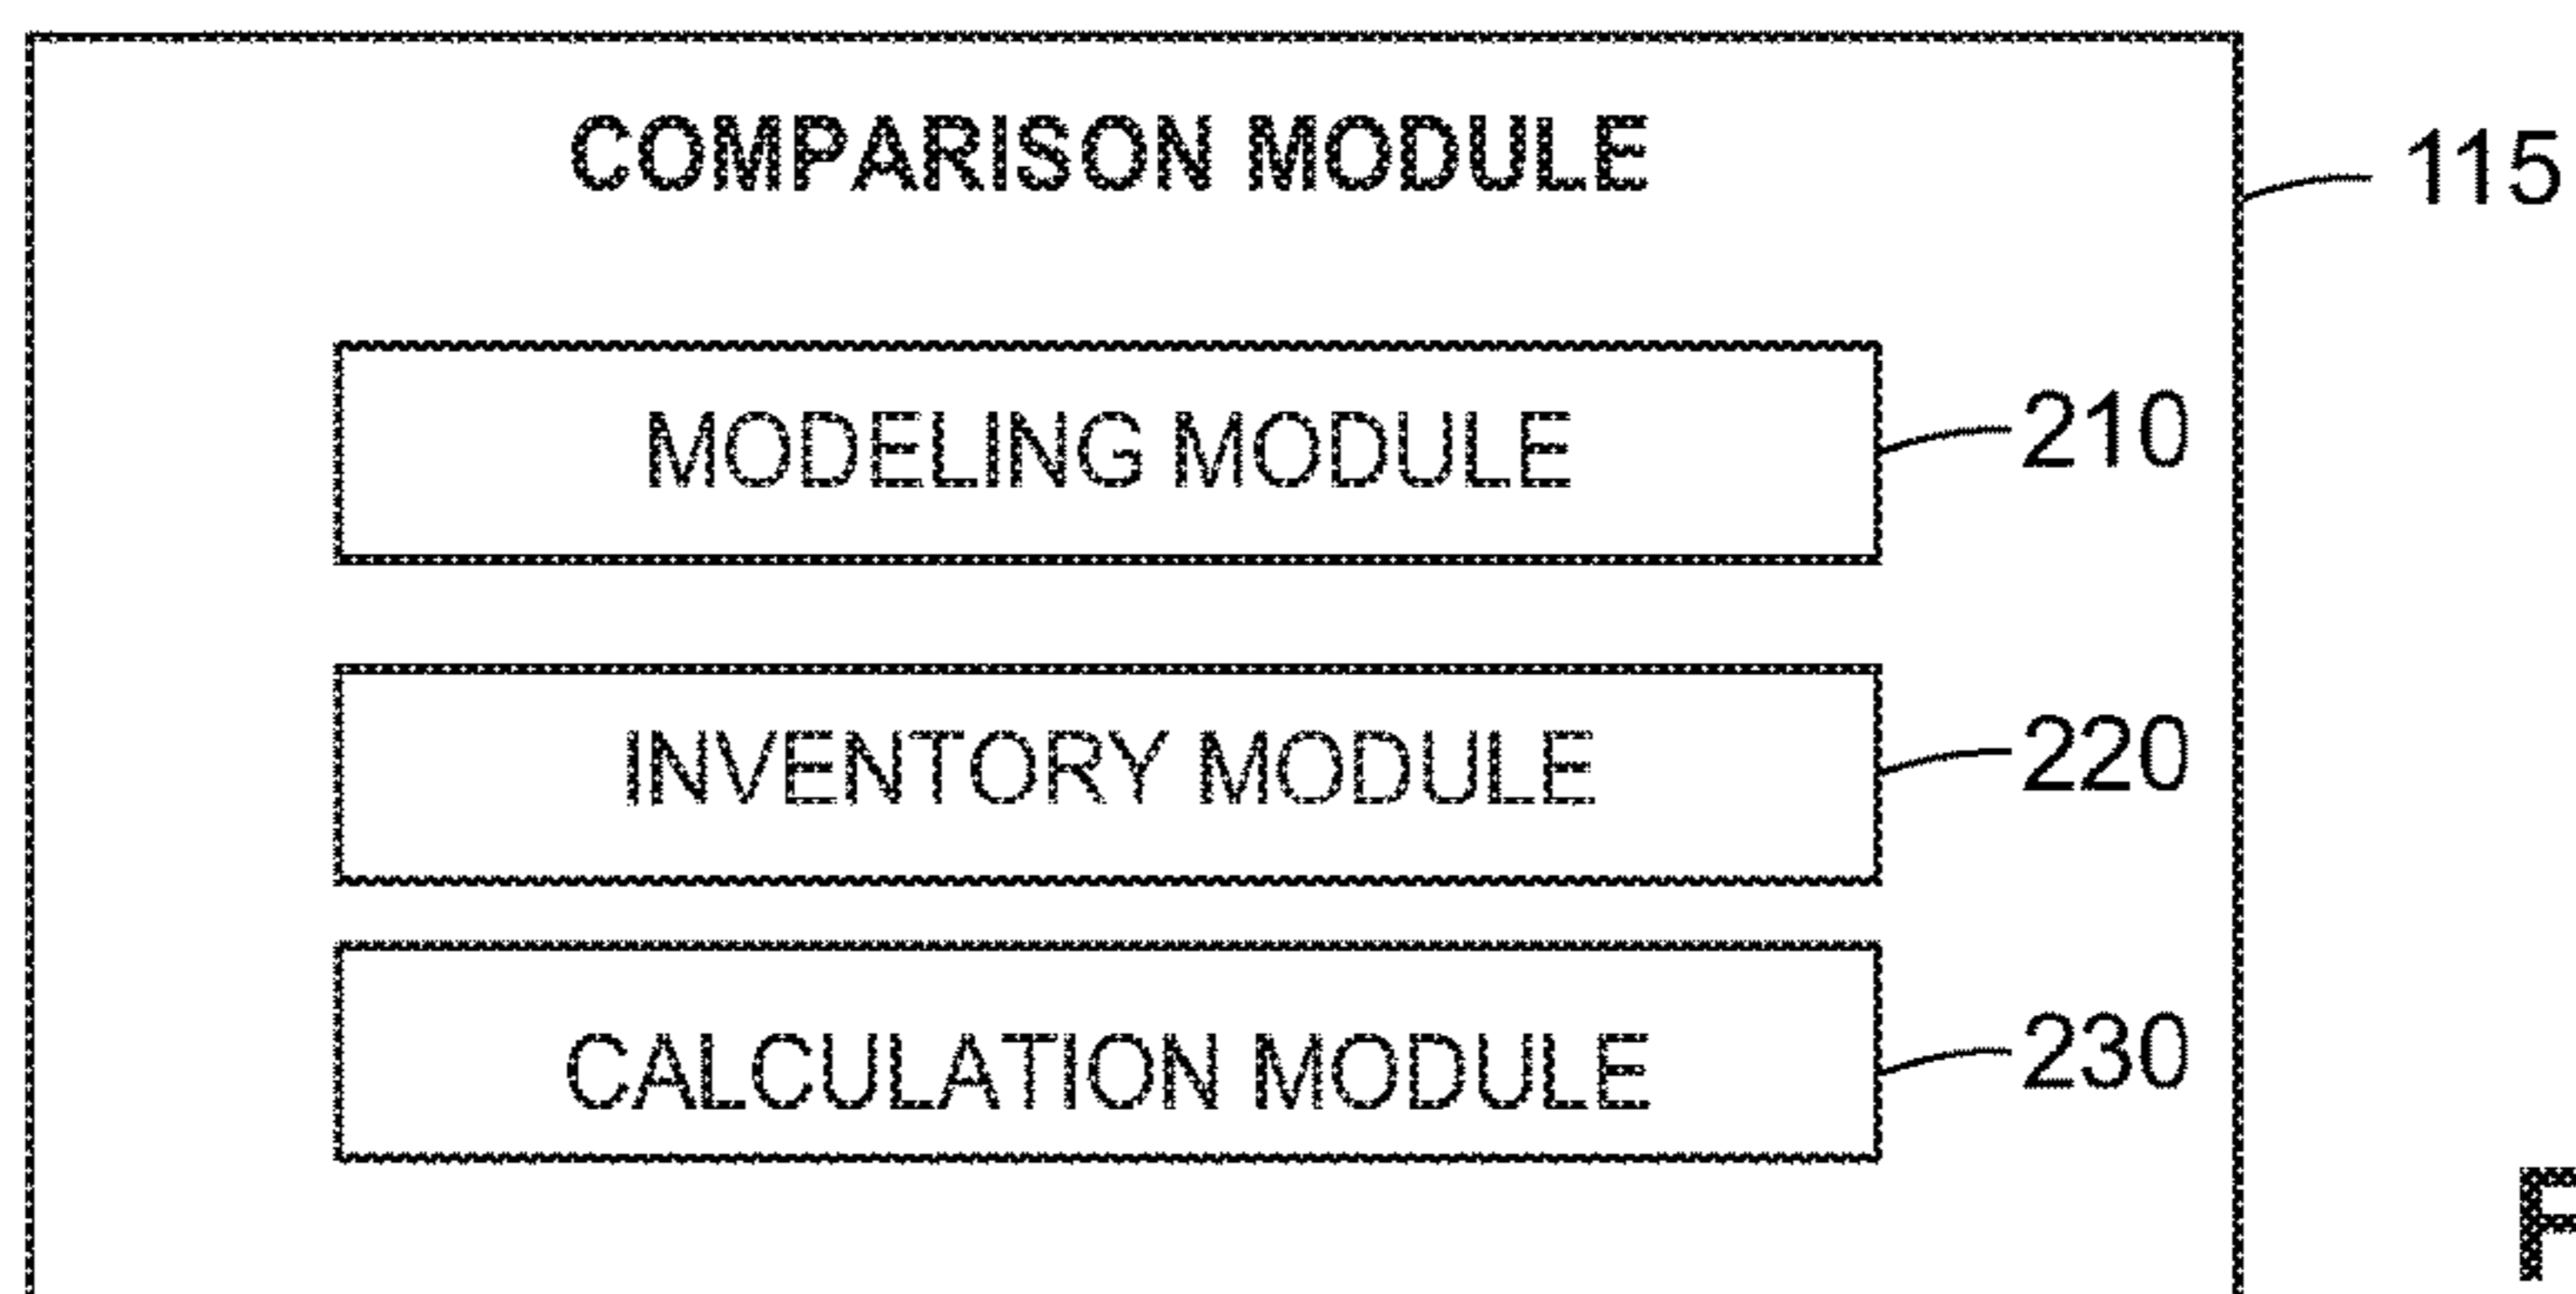 COMPARISON MODULE
115
MODELING MODULE
210
INVENTORY MODULE
220
CALCULATION MODULE
230
F